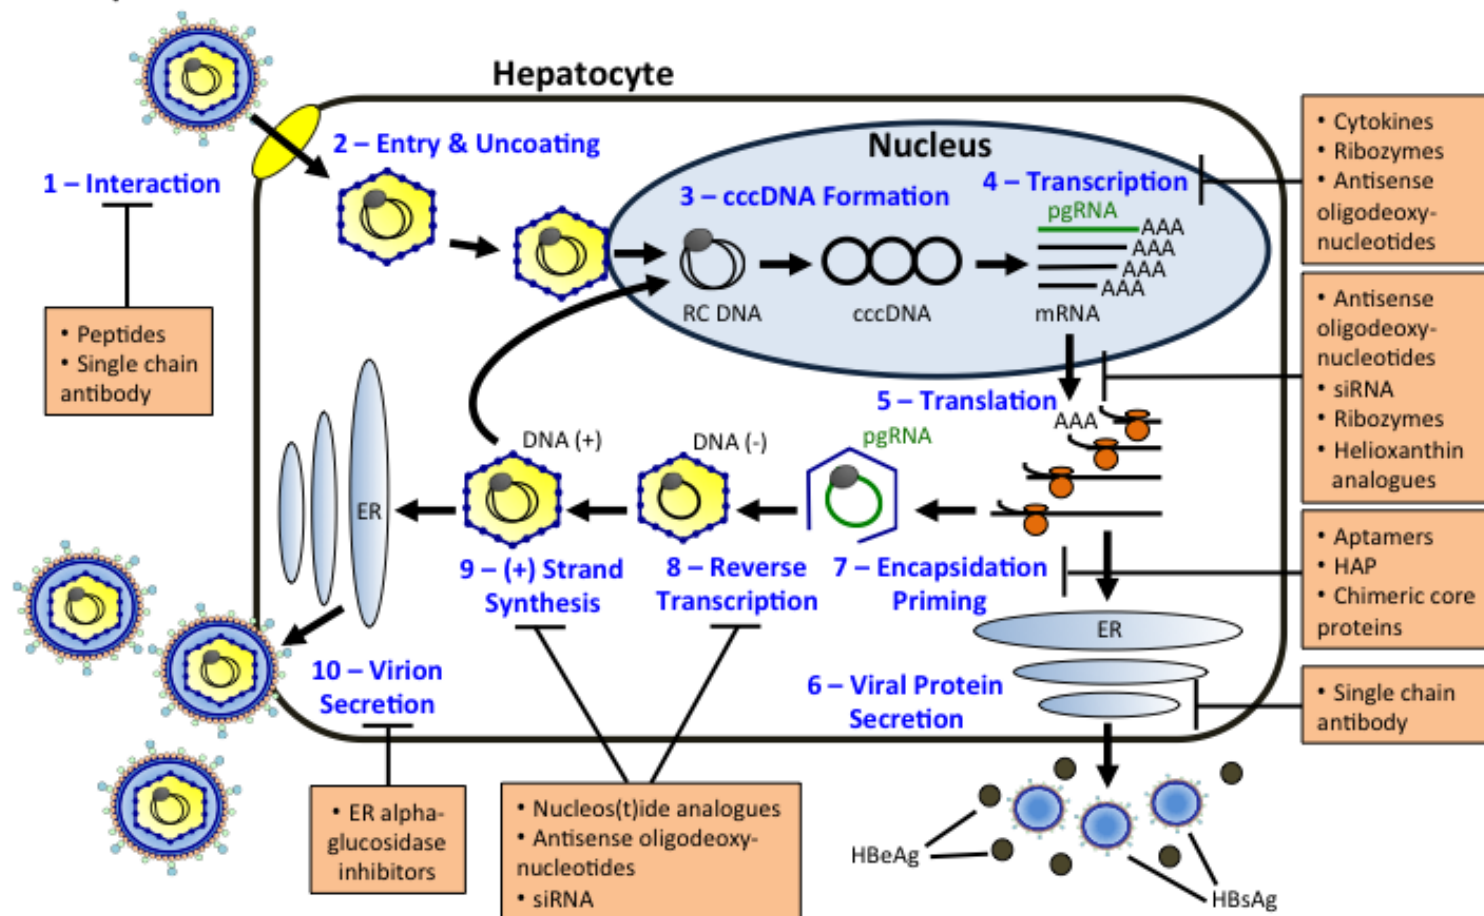 Hepatocyte
1 – Interaction
• Peptides
• Single chain
antibody
2 – Entry & Uncoating
Nucleus
3 – cccDNA Formation
RC DNA
cccDNA
4 – Transcription
pgRNA
AAA
AAA
AAA
AAA
mRNA
• Cytokines
• Ribozymes
• Antisense
oligodeoxy-
nucleotides
5 – Translation
AAA
• Antisense
oligodeoxy-
nucleotides
• siRNA
• Ribozymes
• Helioxanthin
analogues
ER
6 – Viral Protein
Secretion
• Single chain
antibody
HBeAg
HBsAg
pgRNA
7 – Encapsidation
Priming
• Aptamers
• HAP
• Chimeric core
proteins
DNA (-)
8 – Reverse
Transcription
DNA (+)
9 – (+) Strand
Synthesis
• Nucleos(t)ide analogues
• Antisense oligodeoxy-
nucleotides
• siRNA
ER
10 – Virion
Secretion
• ER alpha-
glucosidase
inhibitors